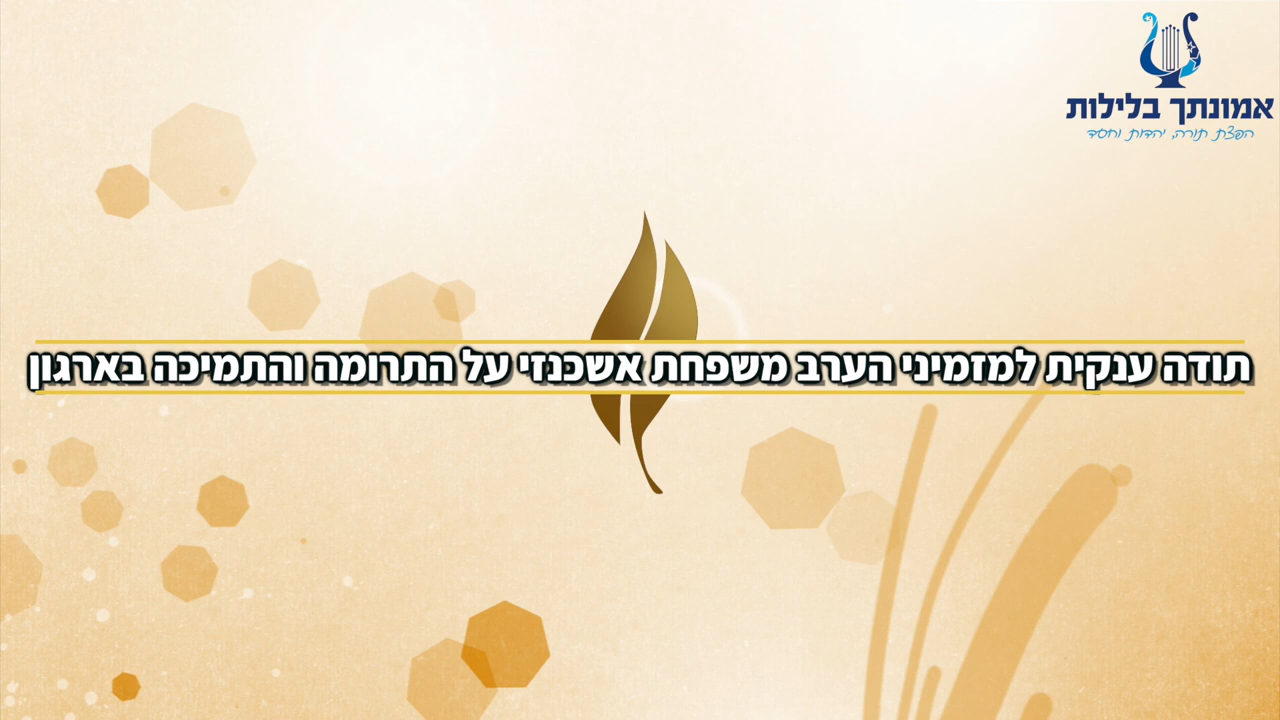 אמונתך בלילות
הפצת תורה, יהדות וחסד
תודה ענקית למזמיני הערב משפחת אשכנזי על התרומה והתמיכה בארגון